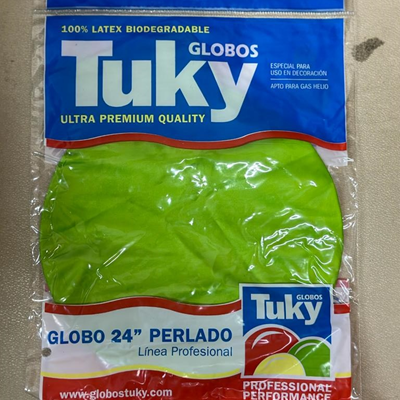 100% LATEX BIODEGRADABLE
GLOBOS
Tuky
ULTRA PREMIUM QUALITY
ESPECIAL PARA
USO EN DECORACIÓN
APTO PARA GAS HELIO
GLOBO 24” PERLADO
Línea Profesional
GLOBOS
Tuky
PROFESSIONAL
PERFORMANCE
www.globostuky.com